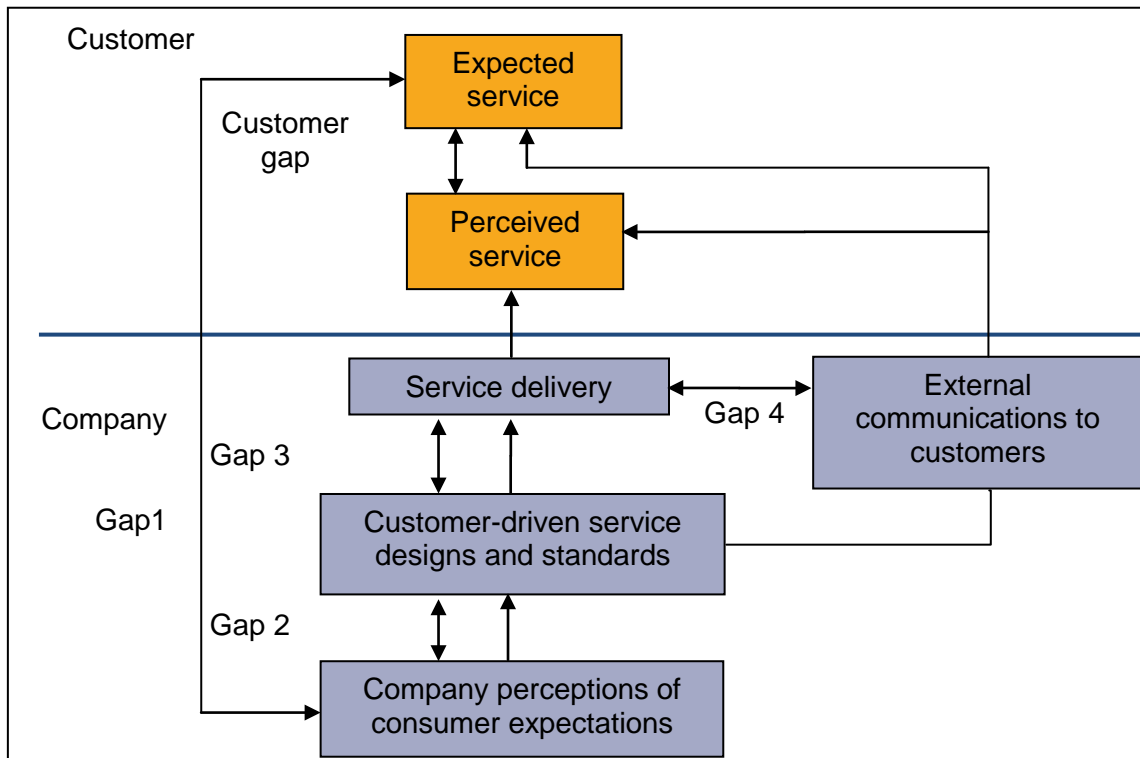 Customer
Expected
service
Customer
gap
Perceived
service
Service delivery
External
communications to
customers
Gap 4
Company
Gap 3
Gap1
Customer-driven service
designs and standards
Gap 2
Company perceptions of
consumer expectations